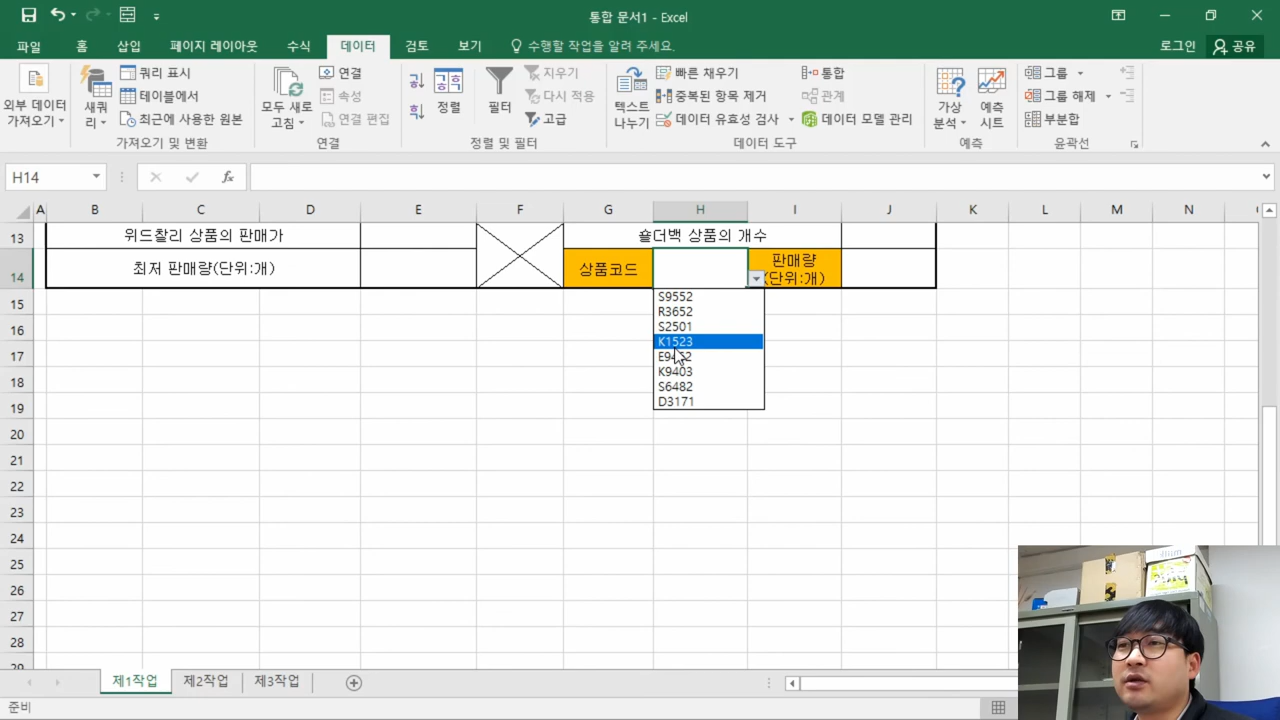 통합 문서1 - Excel
파일 홈 삽입 페이지 레이아웃 수식 데이터 검토 보기 수행할 작업을 알려 주세요. 로그인 공유
외부 데이터 가져오기
새 쿼리
쿼리 표시
테이블에서
최근에 사용한 원본
가져오기 및 변환
모두 새로 고침
연결
속성
연결 편집
연결
정렬
필터
지우기
다시 적용
고급
정렬 및 필터
텍스트 나누기
빠른 채우기
중복된 항목 제거
데이터 유효성 검사
통합
관계
데이터 모델 관리
데이터 도구
가상 분석
예측 시트
예측
그룹
그룹 해제
부분합
윤곽선
H14
fx
A B C D E F G H I J K L M N
13 위드찰리 상품의 판매가 숄더백 상품의 개수
14 최저 판매량(단위:개) 상품코드 판매량
(단위:개)
S9552
R3652
S2501
K1523
K9403
S6482
D3171
15
16
17
18
19
20
21
22
23
24
25
26
27
28
제1작업 제2작업 제3작업
준비